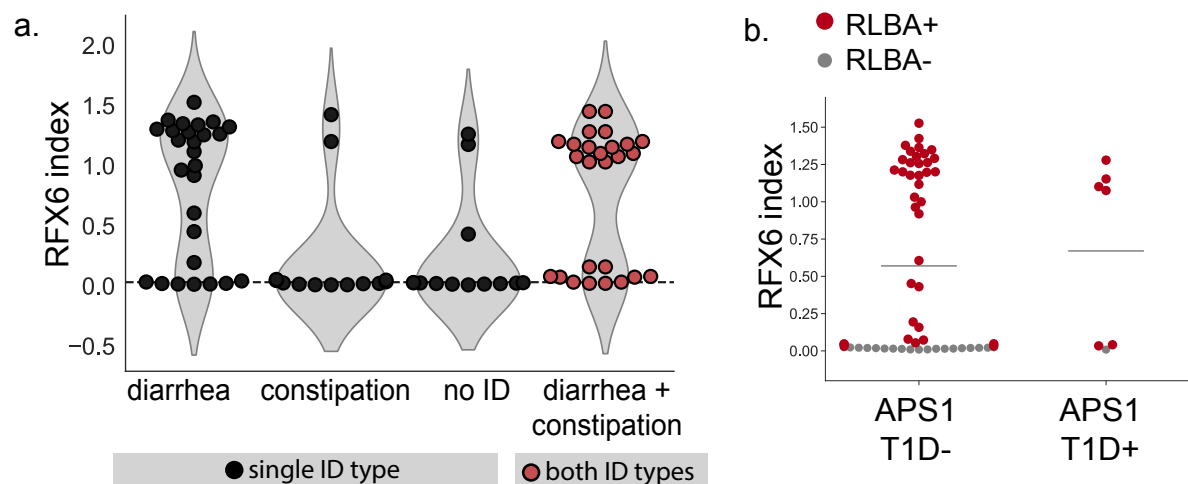 a.
RFX6 index
2.0
1.5
1.0
0.5
0.0
−0.5
diarrhea
constipation
no ID
diarrhea +
constipation
single ID type
both ID types
b.
RLBA+
RLBA-
RFX6 index
1.50
1.25
1.00
0.75
0.50
0.25
0.00
APS1
T1D-
APS1
T1D+